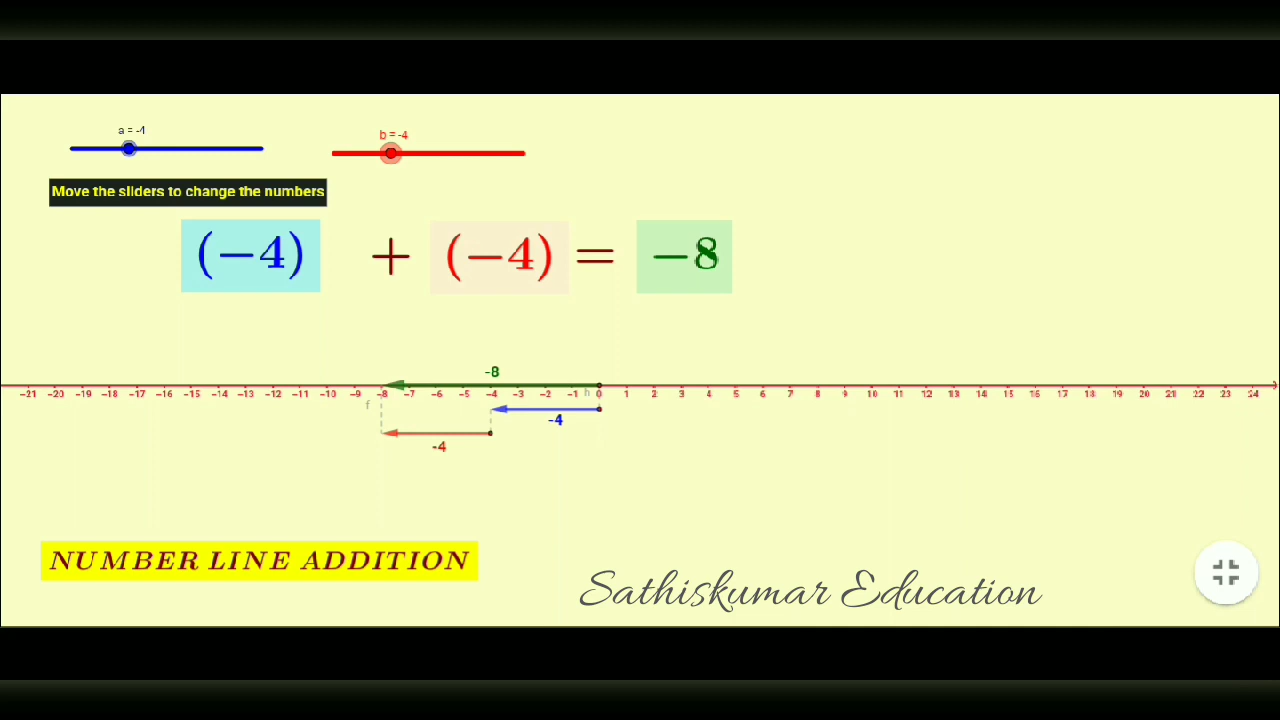 a = -4
b = -4
Move the sliders to change the numbers
(−4) + (−4) = −8
-8
-21 -20 -19 -18 -17 -16 -15 -14 -13 -12 -11 -10 -9 -8 -7 -6 -5 -4 -3 -2 -1 0 1 2 3 4 5 6 7 8 9 10 11 12 13 14 15 16 17 18 19 20 21 22 23 24
h
f
-4
-4
NUMBER LINE ADDITION
Sathiskumar Education